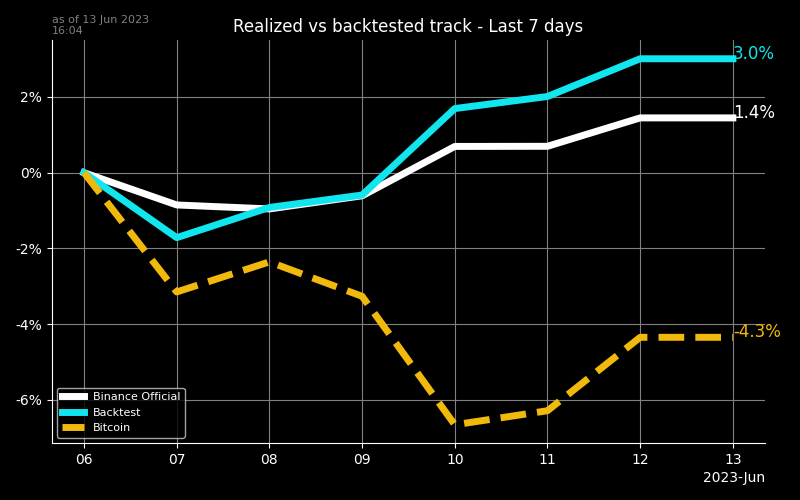 as of 13 Jun 2023
16:04
Realized vs backtested track - Last 7 days
2%
0%
-2%
-4%
-6%
3.0%
1.4%
-4.3%
Binance Official
Backtest
Bitcoin
06 07 08 09 10 11 12 13
2023-Jun